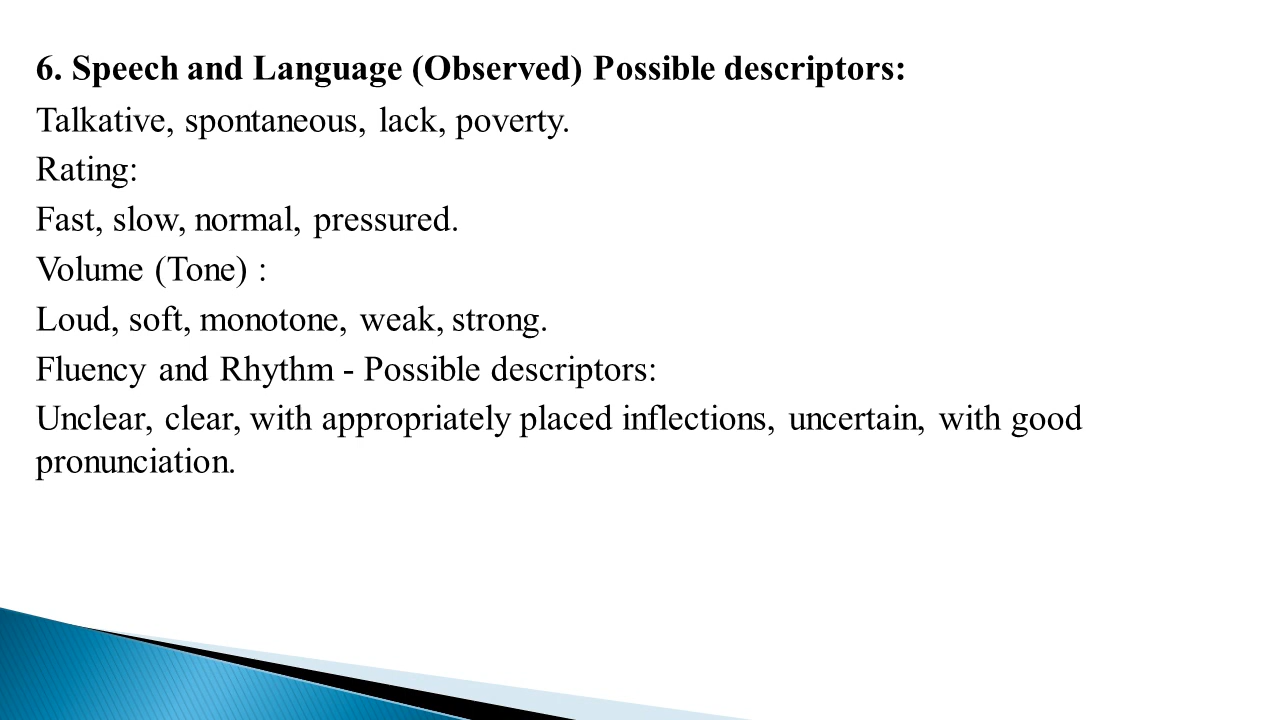 6. Speech and Language (Observed) Possible descriptors:
Talkative, spontaneous, lack, poverty.
Rating:
Fast, slow, normal, pressured.
Volume (Tone) :
Loud, soft, monotone, weak, strong.
Fluency and Rhythm - Possible descriptors:
Unclear, clear, with appropriately placed inflections, uncertain, with good
pronunciation.